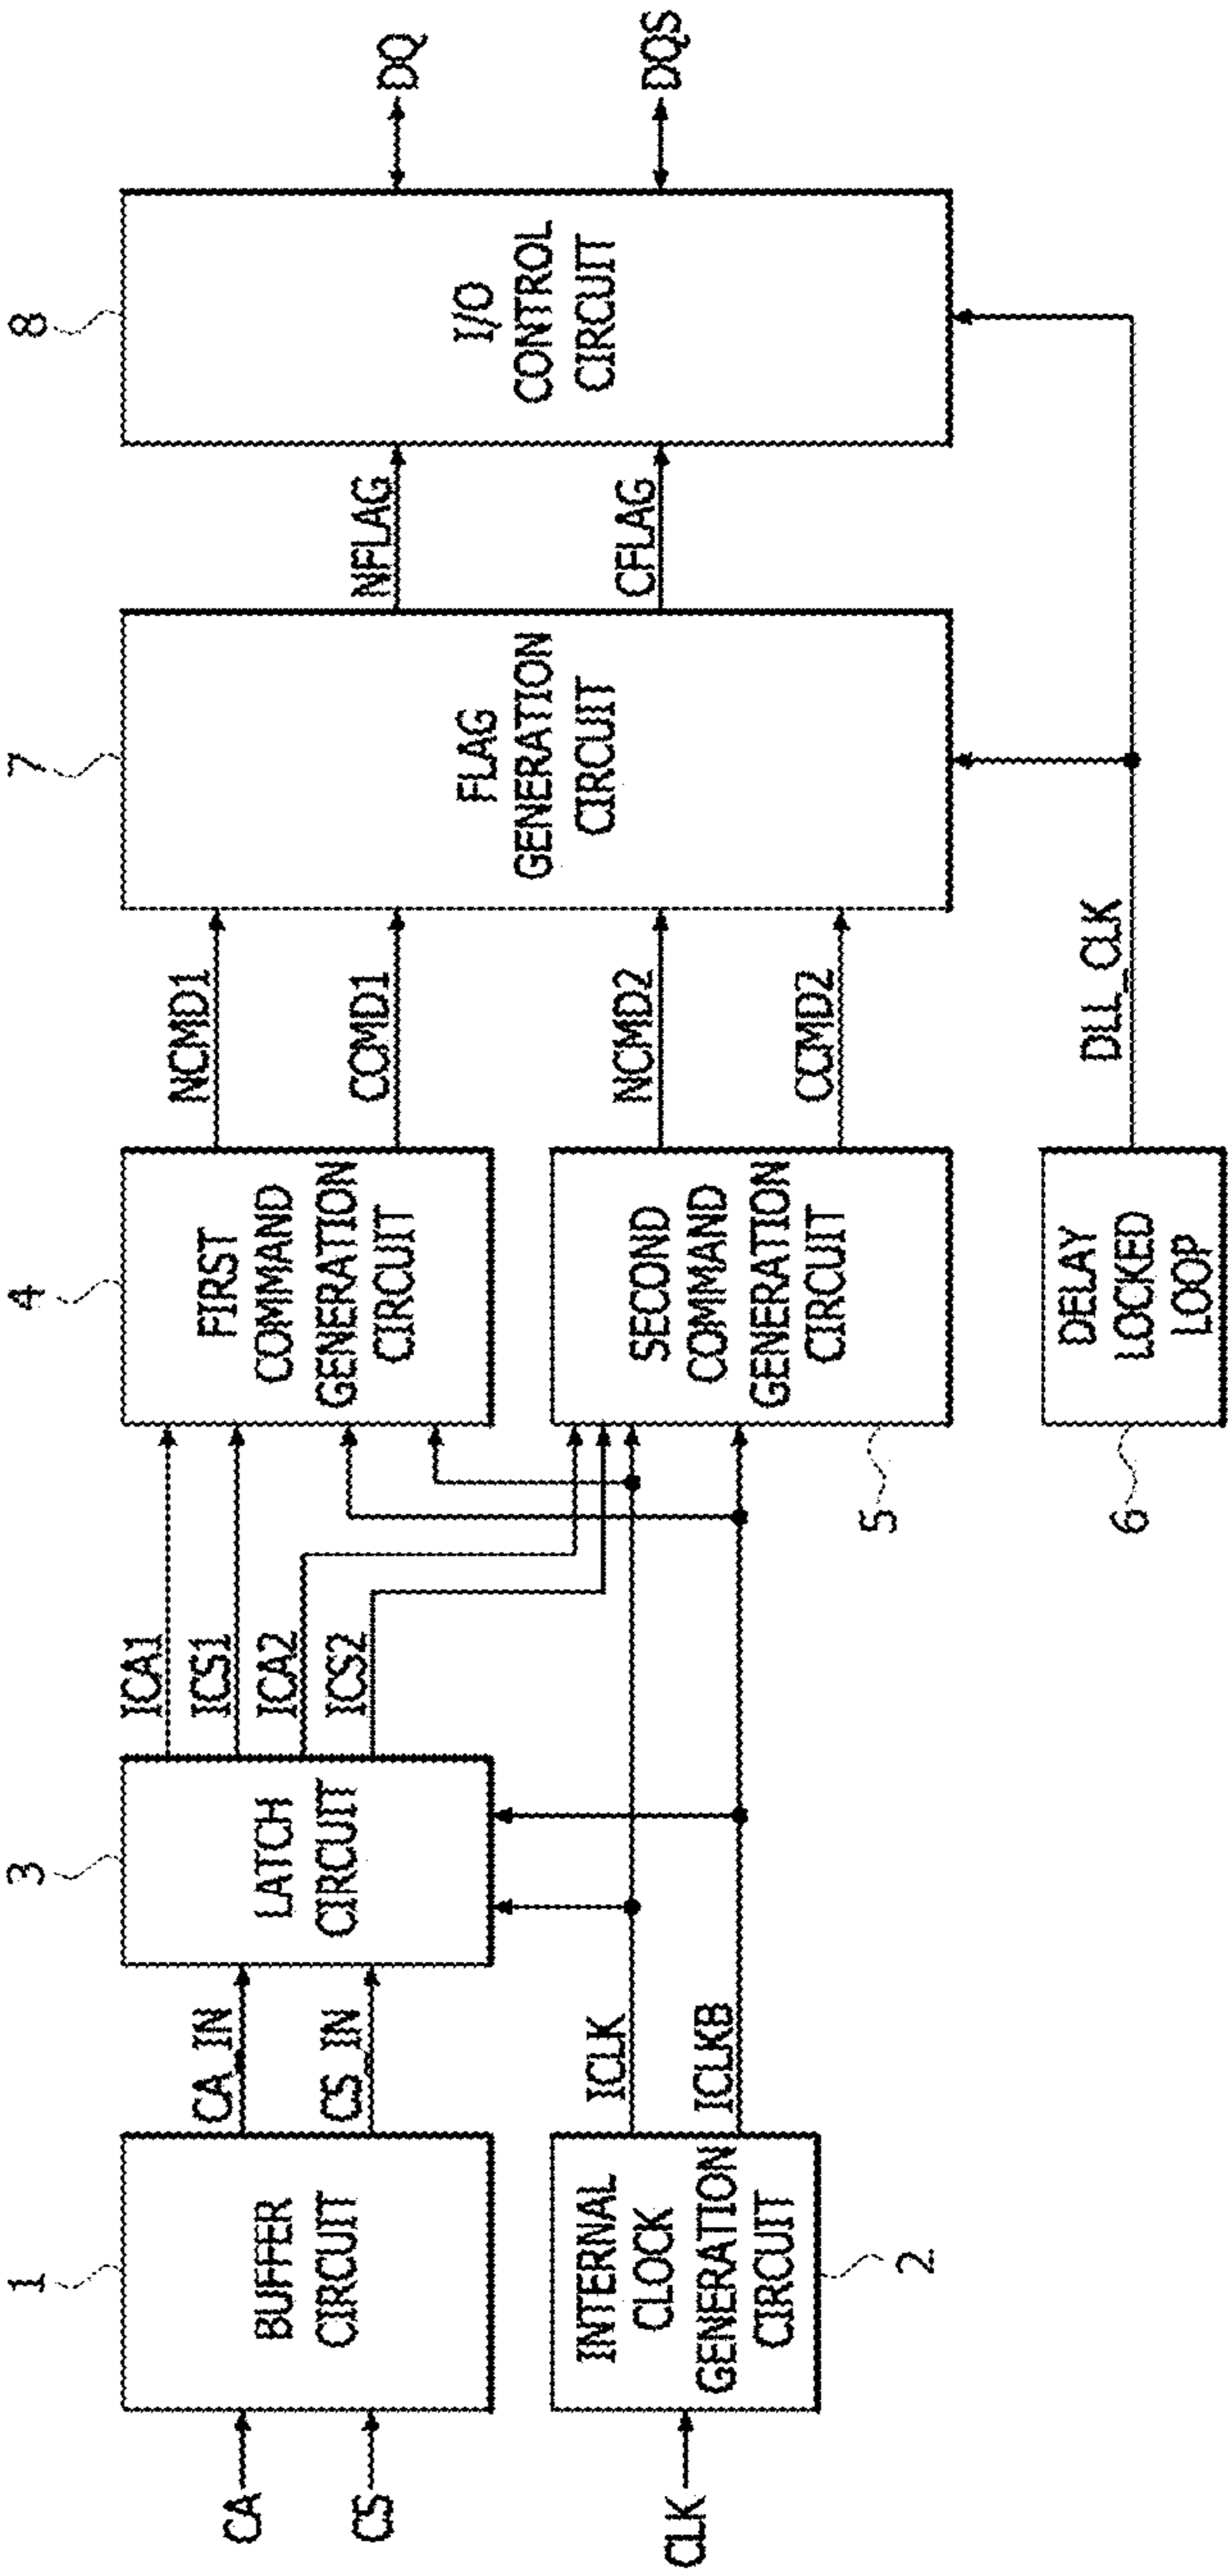 1
BUFFER
CIRCUIT
CA
CS
CA_IN
CS_IN
3
LATCH
CIRCUIT
ICA1
ICS1
ICA2
ICS2
4
FIRST
COMMAND
GENERATION
CIRCUIT
NCMD1
CCMD1
7
FLAG
GENERATION
CIRCUIT
NFLAG
CFLAG
8
I/O
CONTROL
CIRCUIT
DQ
DQS
CLK
INTERNAL
CLOCK
GENERATION
CIRCUIT
2
ICLK
ICLKB
SECOND
COMMAND
GENERATION
CIRCUIT
5
NCMD2
CCMD2
DELAY
LOCKED
LOOP
6
DLL_CLK